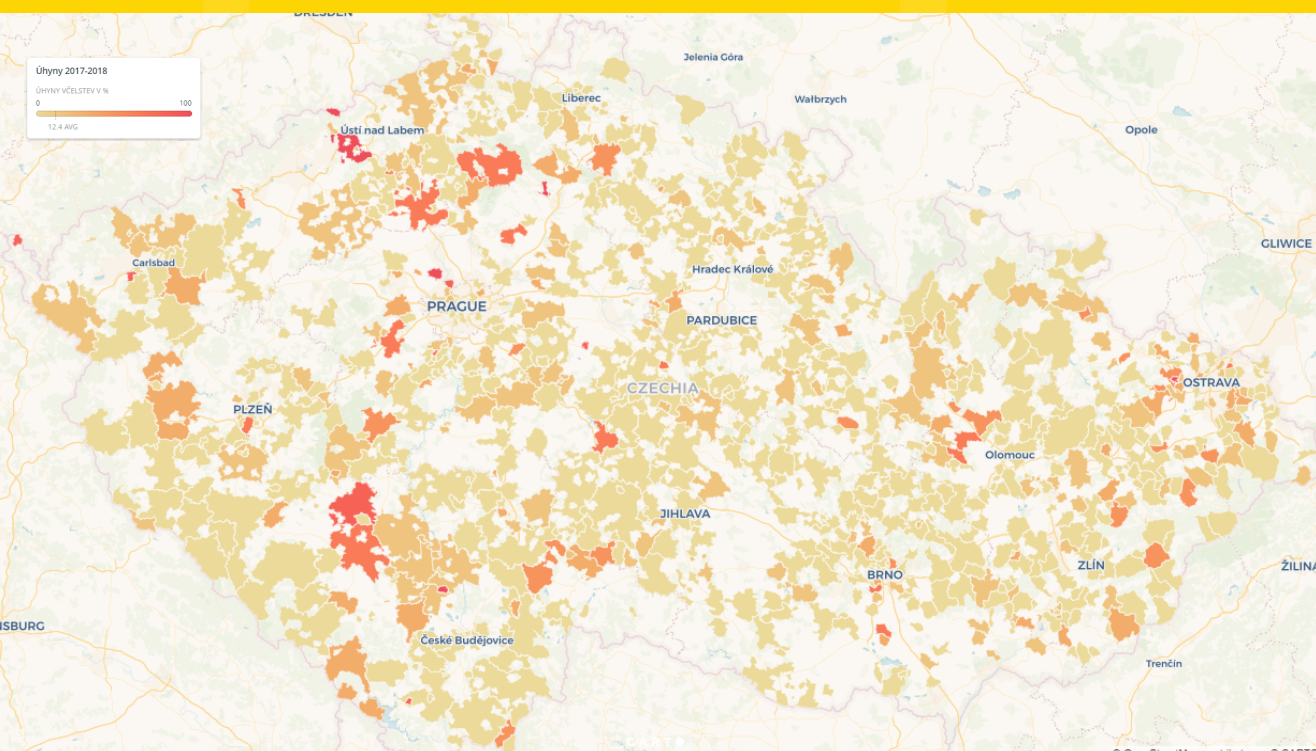 DRESDEN
Jelenia Góra
Úhyny 2017-2018
ÚHYNY VČELSTEV V %
0 100
12.4 AVG
Liberec
Wałbrzych
Ústí nad Labem
Opole
GLIWICE
Carlsbad
Hradec Králové
PRAGUE
PARDUBICE
CZECHIA
OSTRAVA
PLZEŇ
Olomouc
JIHLAVA
BRNO
ZLÍN
ŽILINA
ISBURG
České Budějovice
Trenčín